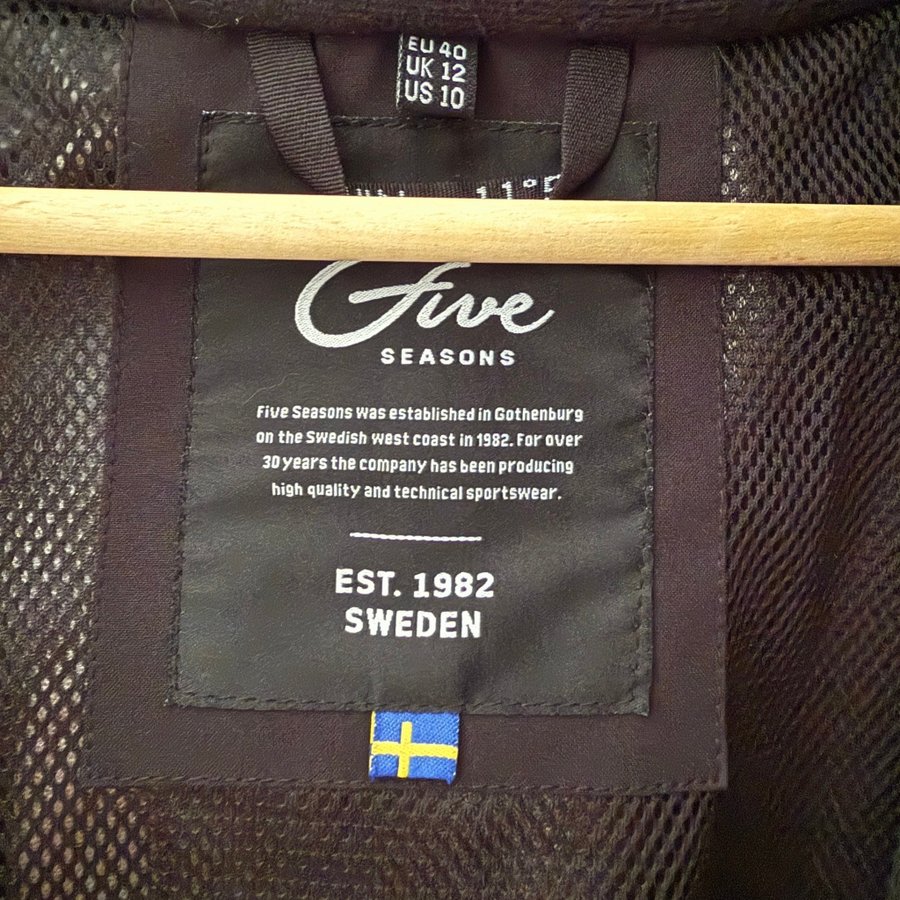 EU 40
UK 12
US 10
Five
SEASONS
Five Seasons was established in Gothenburg
on the Swedish west coast in 1982. For over
30 years the company has been producing
high quality and technical sportswear.
EST. 1982
SWEDEN